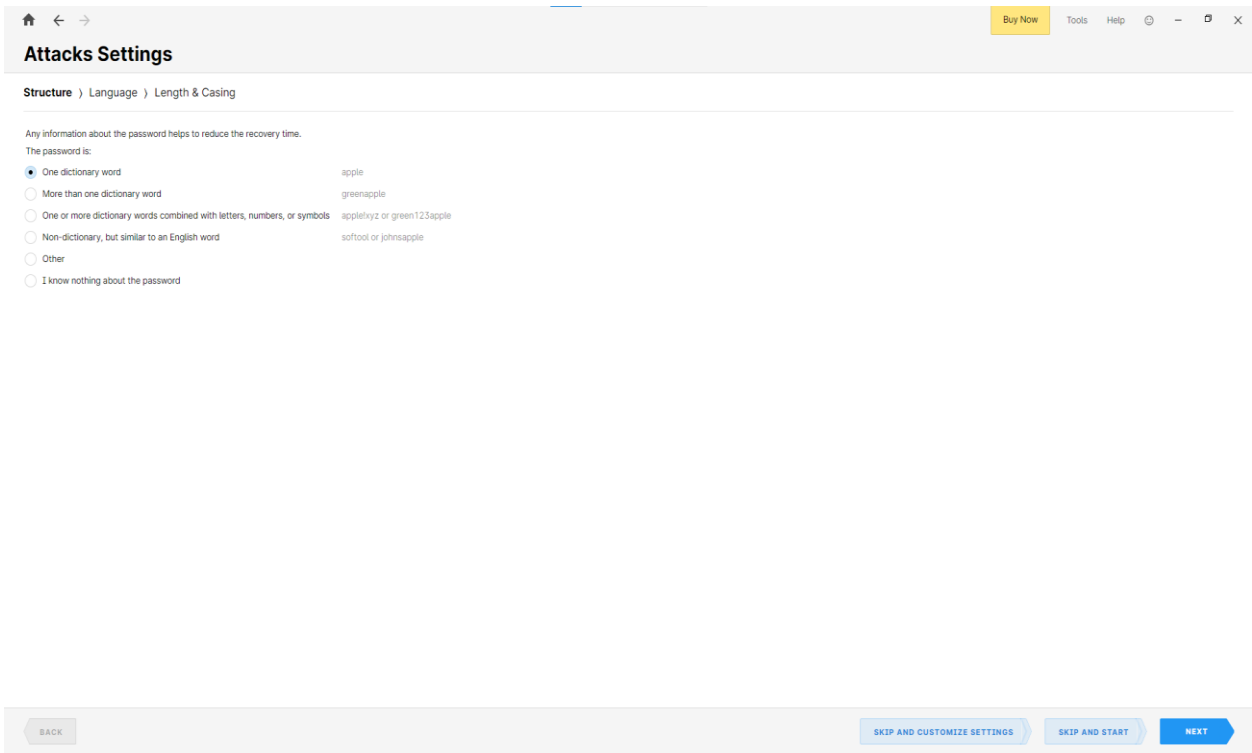 Buy Now Tools Help
Attacks Settings
Structure 〉 Language 〉 Length & Casing
Any information about the password helps to reduce the recovery time.
The password is:
One dictionary word apple
More than one dictionary word greenapple
One or more dictionary words combined with letters, numbers, or symbols apple!xyz or green123apple
Non-dictionary, but similar to an English word softool or johnsapple
Other
I know nothing about the password
BACK SKIP AND CUSTOMIZE SETTINGS SKIP AND START NEXT